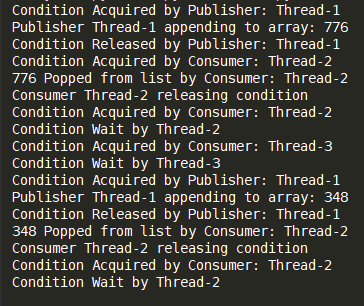 Condition Acquired by Publisher: Thread-1
Publisher Thread-1 appending to array: 776
Condition Released by Publisher: Thread-1
Condition Acquired by Consumer: Thread-2
776 Popped from list by Consumer: Thread-2
Consumer Thread-2 releasing condition
Condition Acquired by Consumer: Thread-2
Condition Wait by Thread-2
Condition Acquired by Consumer: Thread-3
Condition Wait by Thread-3
Condition Acquired by Publisher: Thread-1
Publisher Thread-1 appending to array: 348
Condition Released by Publisher: Thread-1
348 Popped from list by Consumer: Thread-2
Consumer Thread-2 releasing condition
Condition Acquired by Consumer: Thread-2
Condition Wait by Thread-2